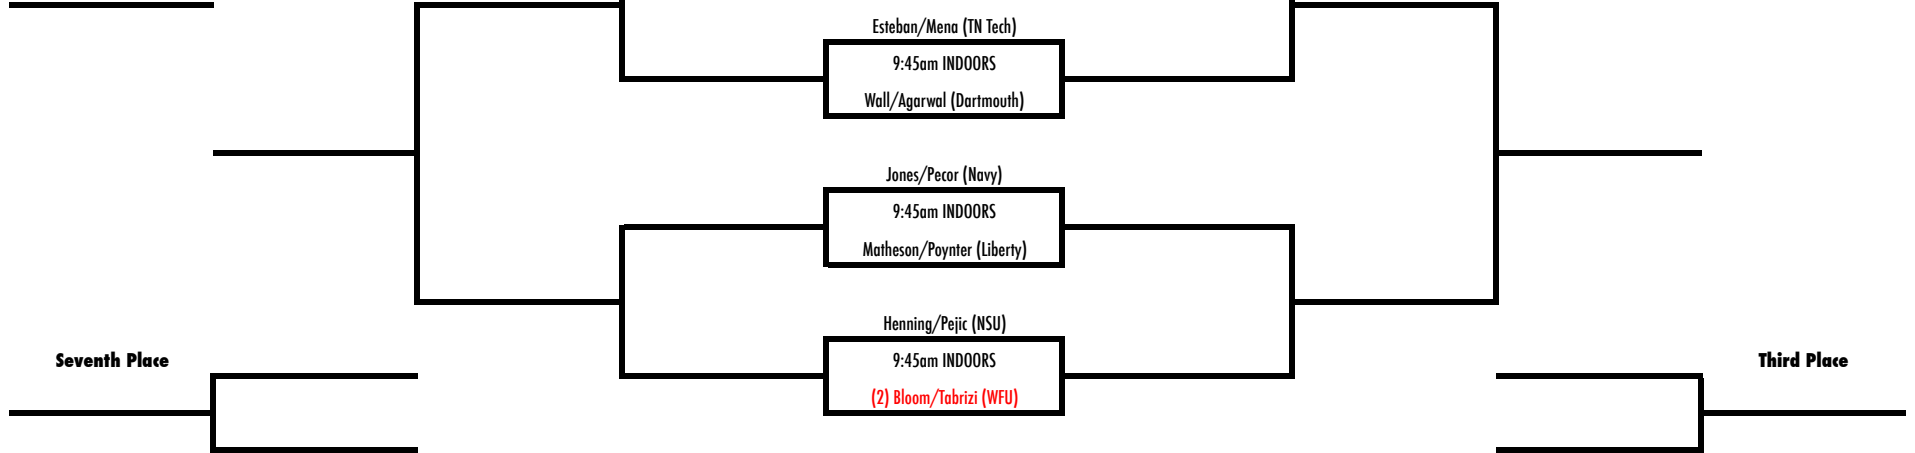 Esteban/Mena (TN Tech)
9:45am INDOORS
Wall/Agarwal (Dartmouth)
Jones/Pecor (Navy)
9:45am INDOORS
Matheson/Poynter (Liberty)
Henning/Pejic (NSU)
Seventh Place
9:45am INDOORS
Third Place
(2) Bloom/Tabrizi (WFU)